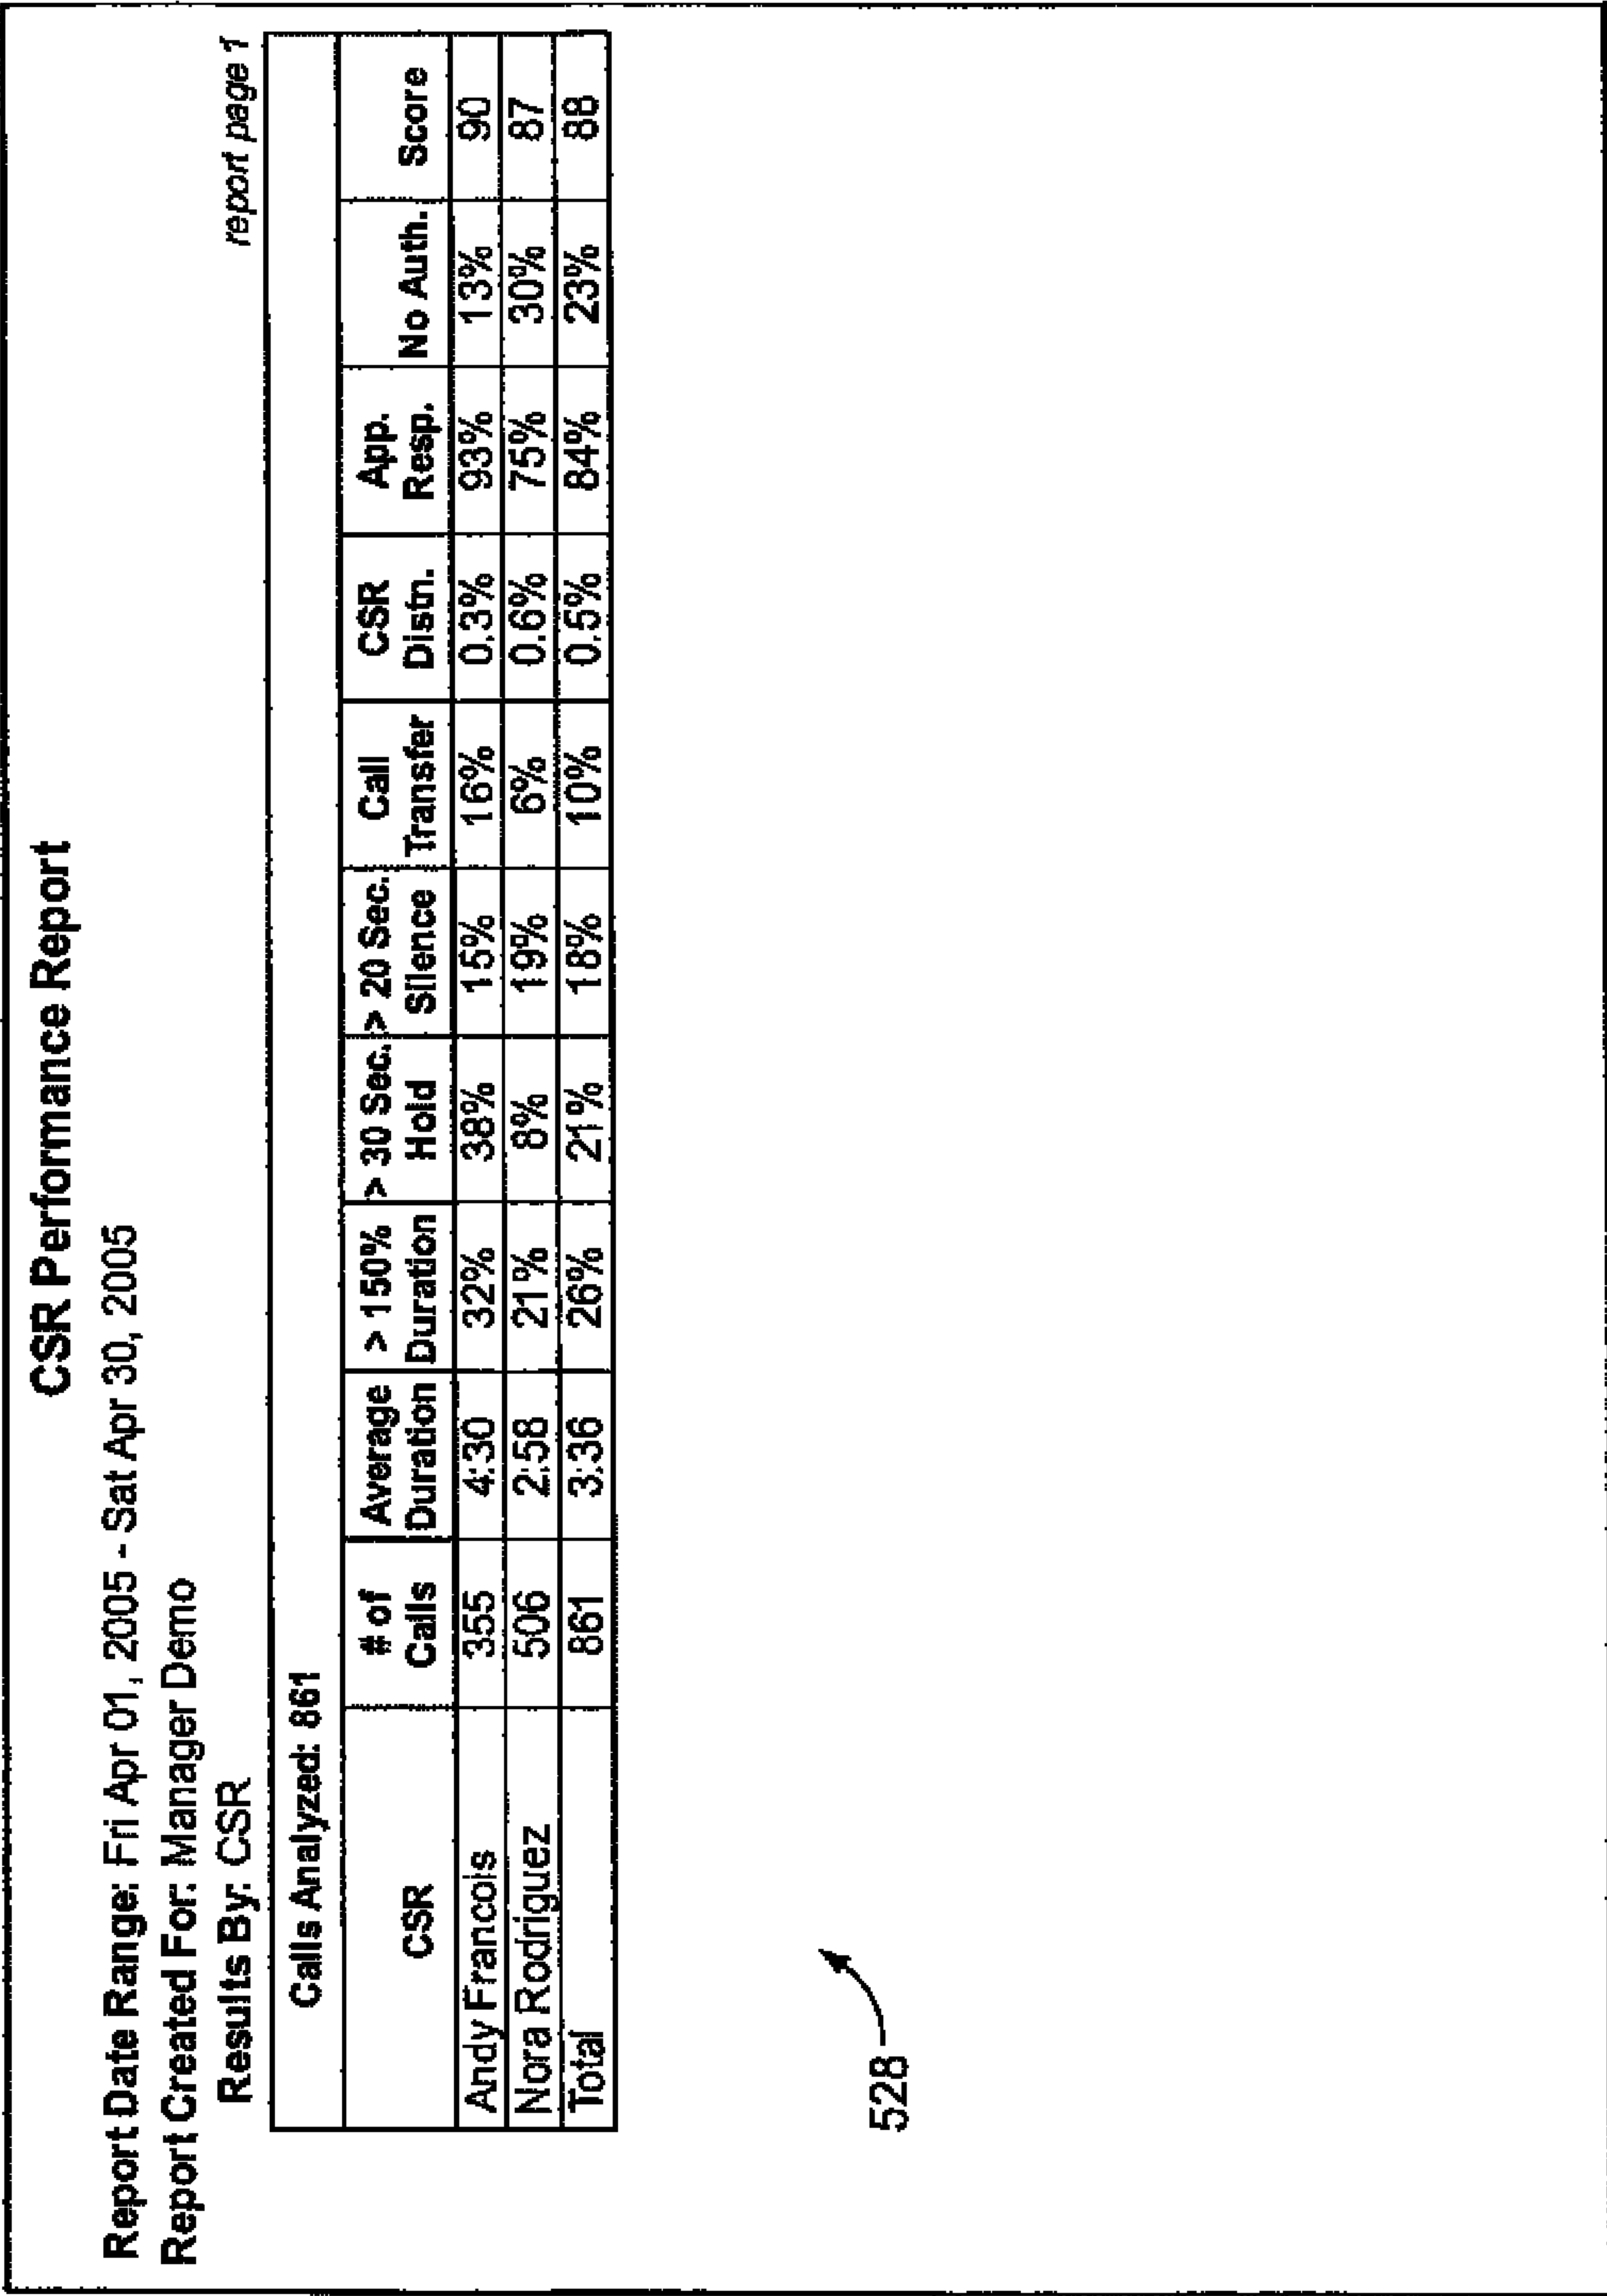 CSR Performance Report
Report Date Range: Fri Apr 01, 2005 - Sat Apr 30, 2005
Report Created For: Manager Demo
Results By: CSR
report page 1
Calls Analyzed: 861
CSR # of Calls Average Duration > 150% Duration > 30 Sec. Hold > 20 Sec. Silence Call Transfer CSR Distn. App. Resp. No Auth. Score
Andy Francois 355 4:30 32% 38% 15% 16% 0.3% 93% 13% 90
Nora Rodriguez 506 2:58 21% 8% 19% 6% 0.6% 75% 30% 87
Total 861 3:36 26% 21% 18% 10% 0.5% 84% 23% 88
528